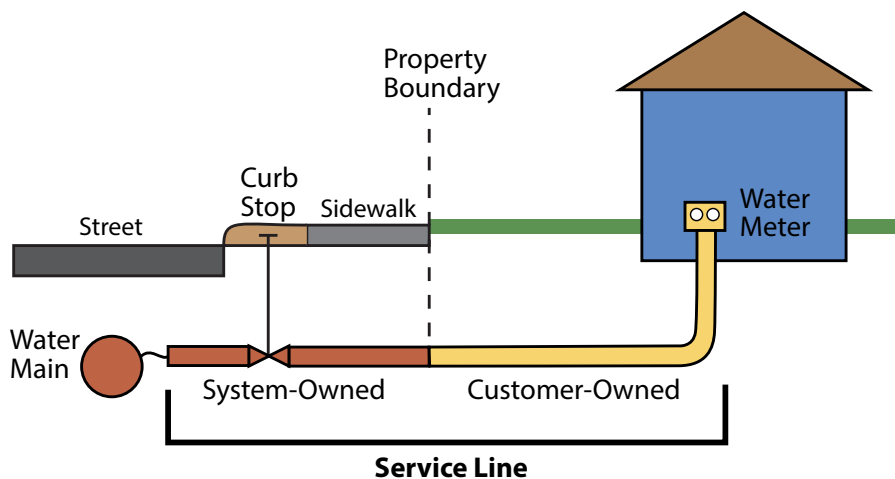 Property
Boundary
Curb
Stop
Sidewalk
Street
Water
Meter
Water
Main
System-Owned
Customer-Owned
Service Line